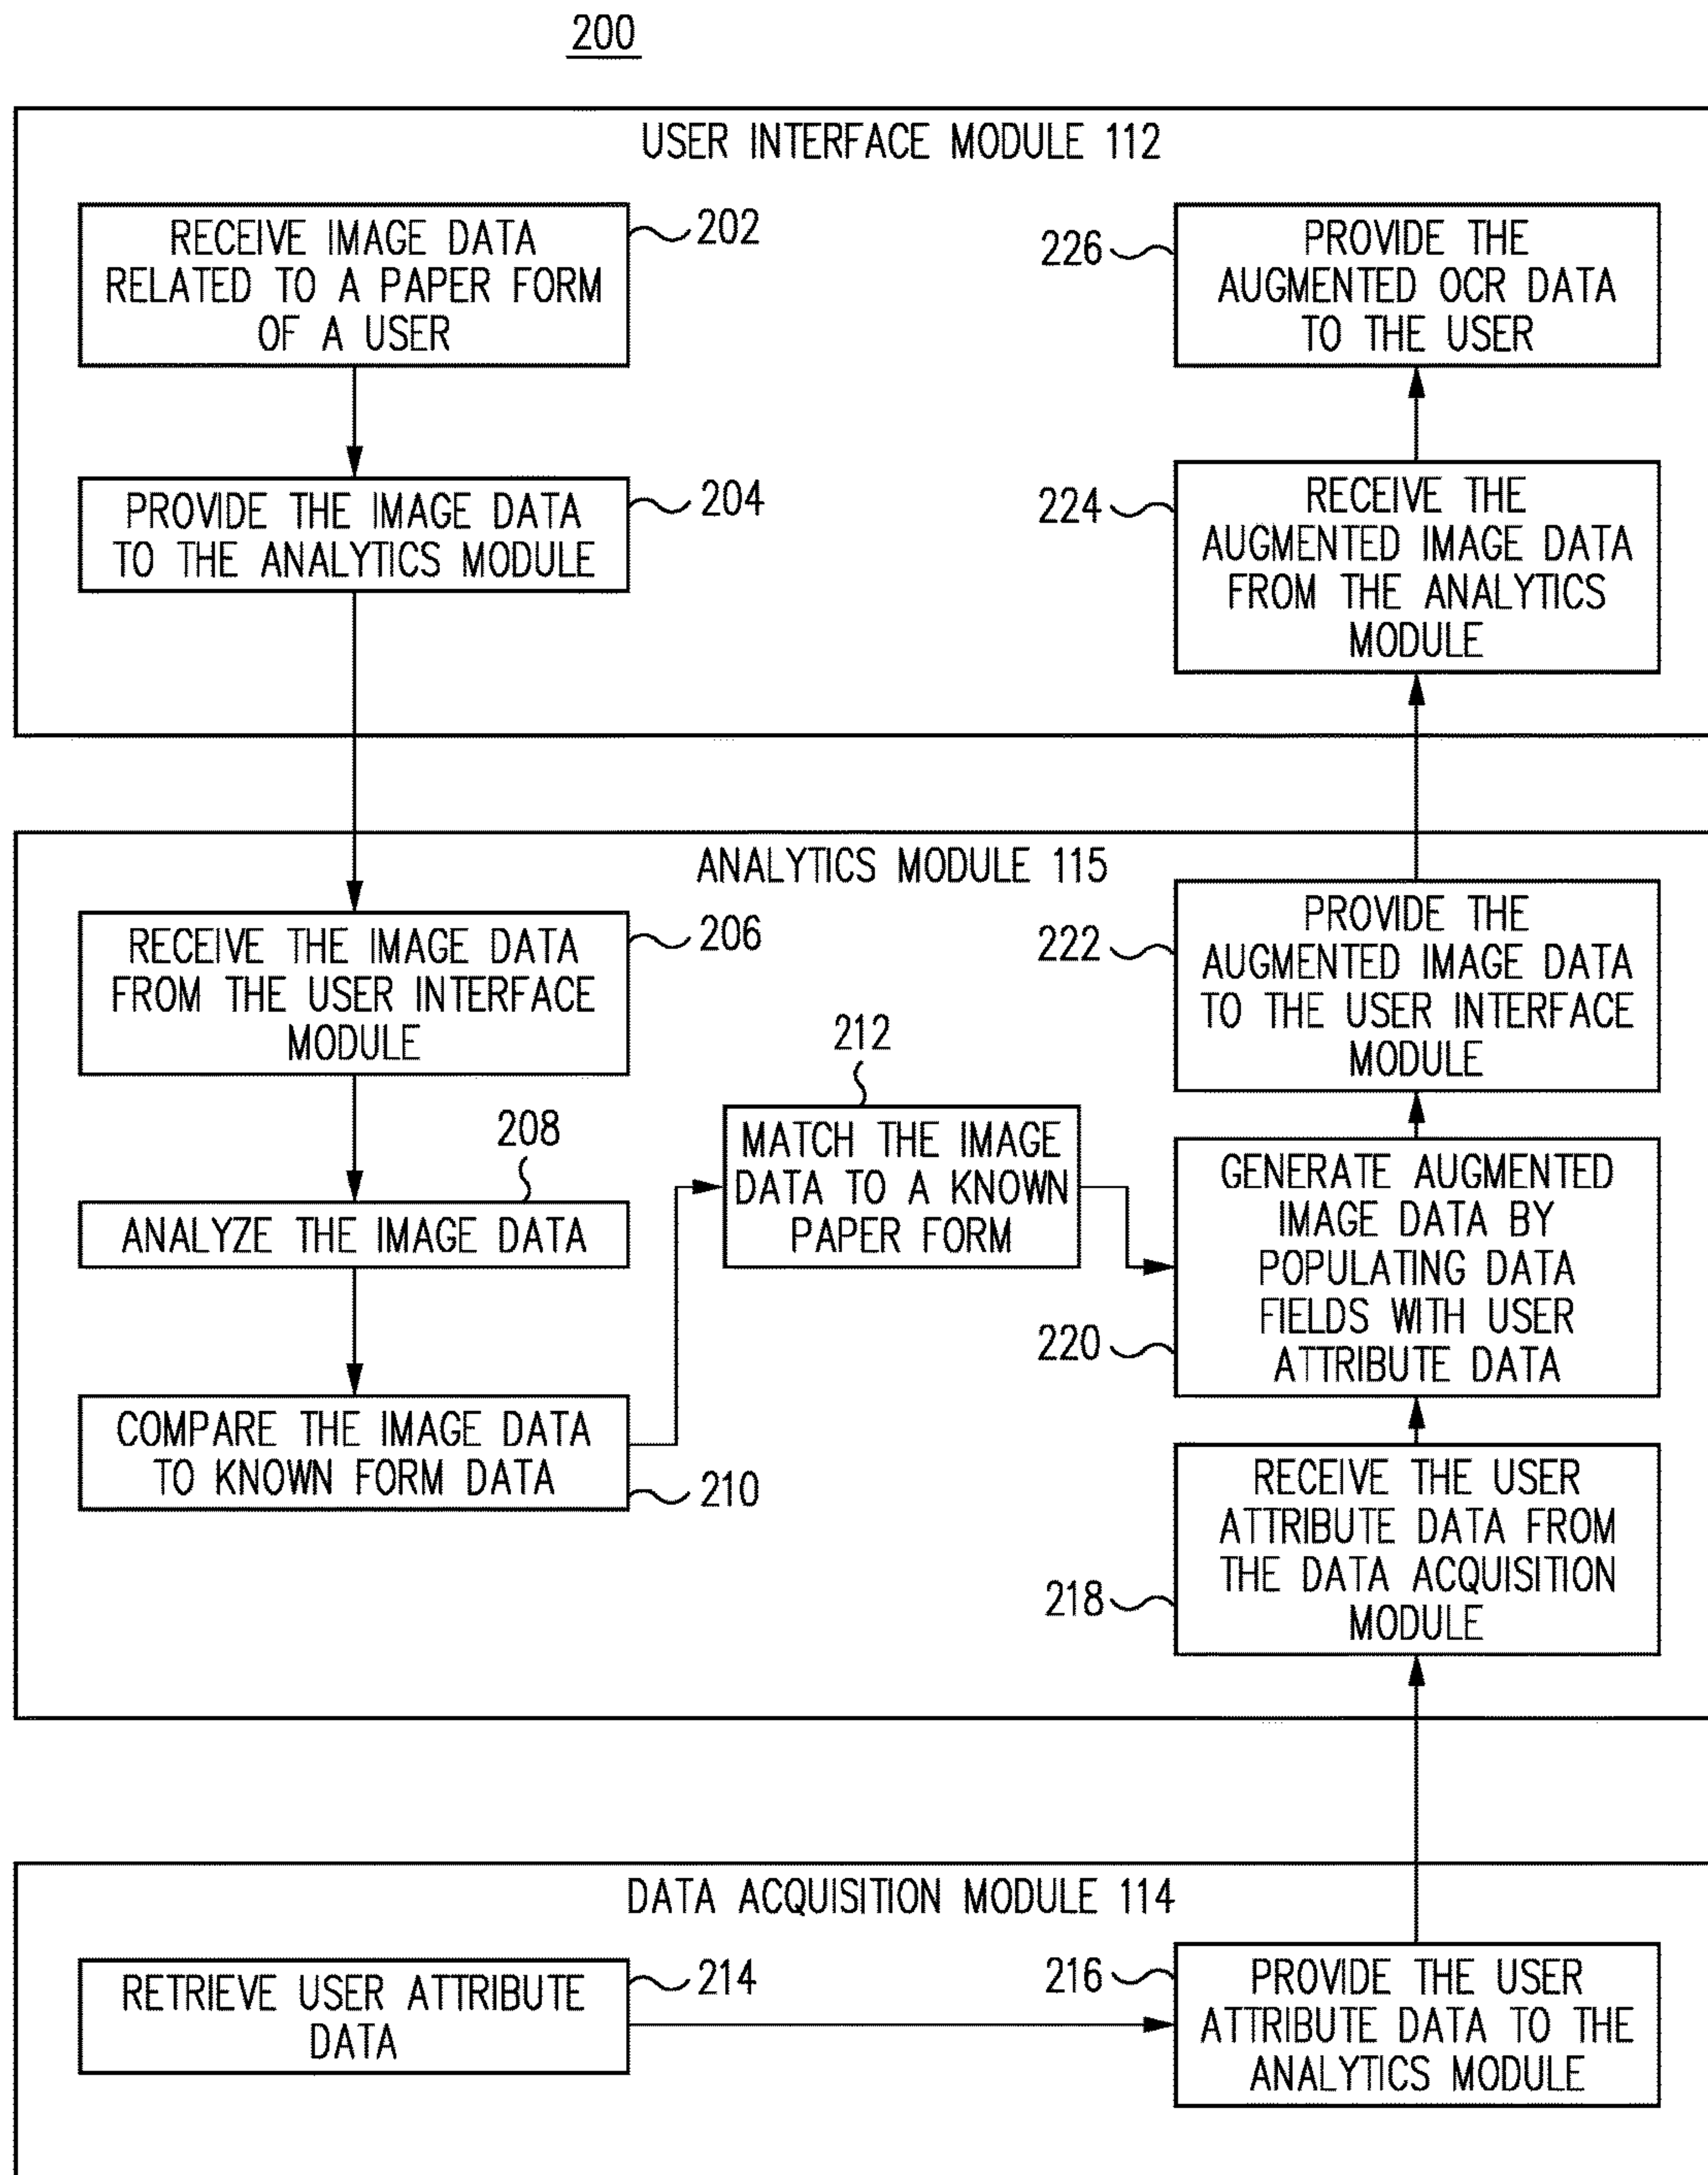 200
USER INTERFACE MODULE 112
RECEIVE IMAGE DATA
RELATED TO A PAPER FORM
OF A USER
202
PROVIDE THE IMAGE DATA
TO THE ANALYTICS MODULE
204
226
PROVIDE THE
AUGMENTED OCR DATA
TO THE USER
224
RECEIVE THE
AUGMENTED IMAGE DATA
FROM THE ANALYTICS
MODULE
ANALYTICS MODULE 115
RECEIVE THE IMAGE DATA
FROM THE USER INTERFACE
MODULE
206
208
ANALYZE THE IMAGE DATA
COMPARE THE IMAGE DATA
TO KNOWN FORM DATA
210
212
MATCH THE IMAGE
DATA TO A KNOWN
PAPER FORM
222
PROVIDE THE
AUGMENTED IMAGE DATA
TO THE USER INTERFACE
MODULE
GENERATE AUGMENTED
IMAGE DATA BY
POPULATING DATA
FIELDS WITH USER
ATTRIBUTE DATA
220
RECEIVE THE USER
ATTRIBUTE DATA FROM
THE DATA ACQUISITION
MODULE
218
DATA ACQUISITION MODULE 114
RETRIEVE USER ATTRIBUTE
DATA
214
216
PROVIDE THE USER
ATTRIBUTE DATA TO THE
ANALYTICS MODULE